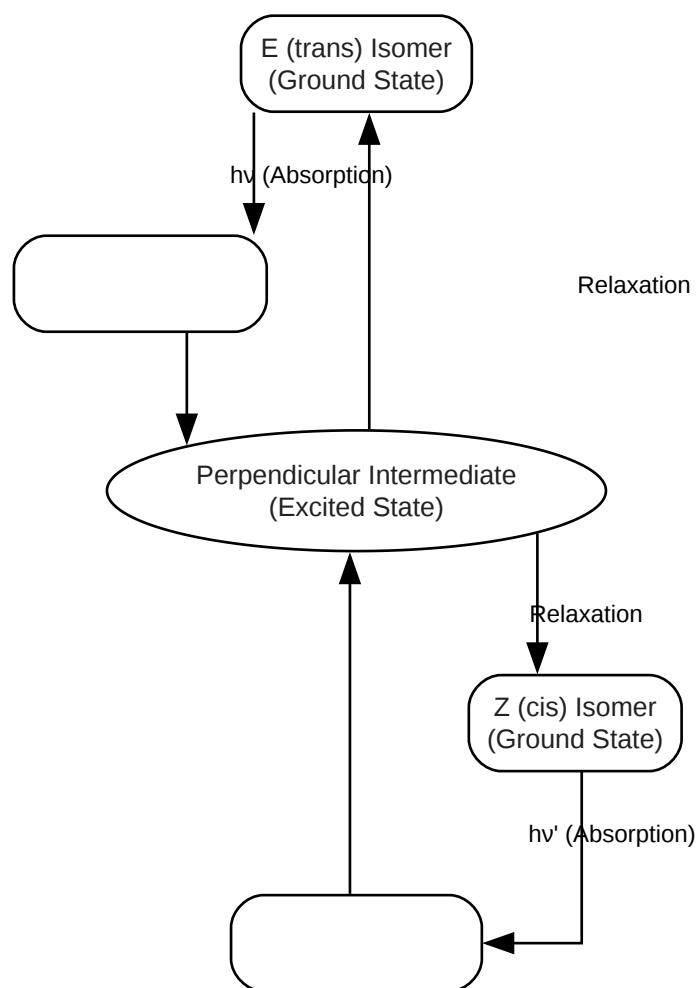 E (trans) Isomer
(Ground State)
hν (Absorption)
Relaxation
Perpendicular Intermediate
(Excited State)
Relaxation
Z (cis) Isomer
(Ground State)
hν' (Absorption)